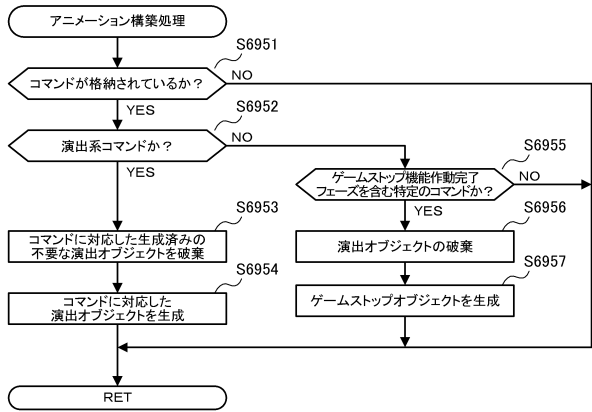 アニメーション構築処理
S6951
コマンドが格納されているか？
NO
YES
S6952
演出系コマンドか？
NO
YES
S6955
ゲームストップ機能作動完了
フェーズを含む特定のコマンドか？
NO
YES
S6953
コマンドに対応した生成済みの
不要な演出オブジェクトを破棄
S6956
演出オブジェクトの破棄
S6954
コマンドに対応した
演出オブジェクトを生成
S6957
ゲームストップオブジェクトを生成
RET